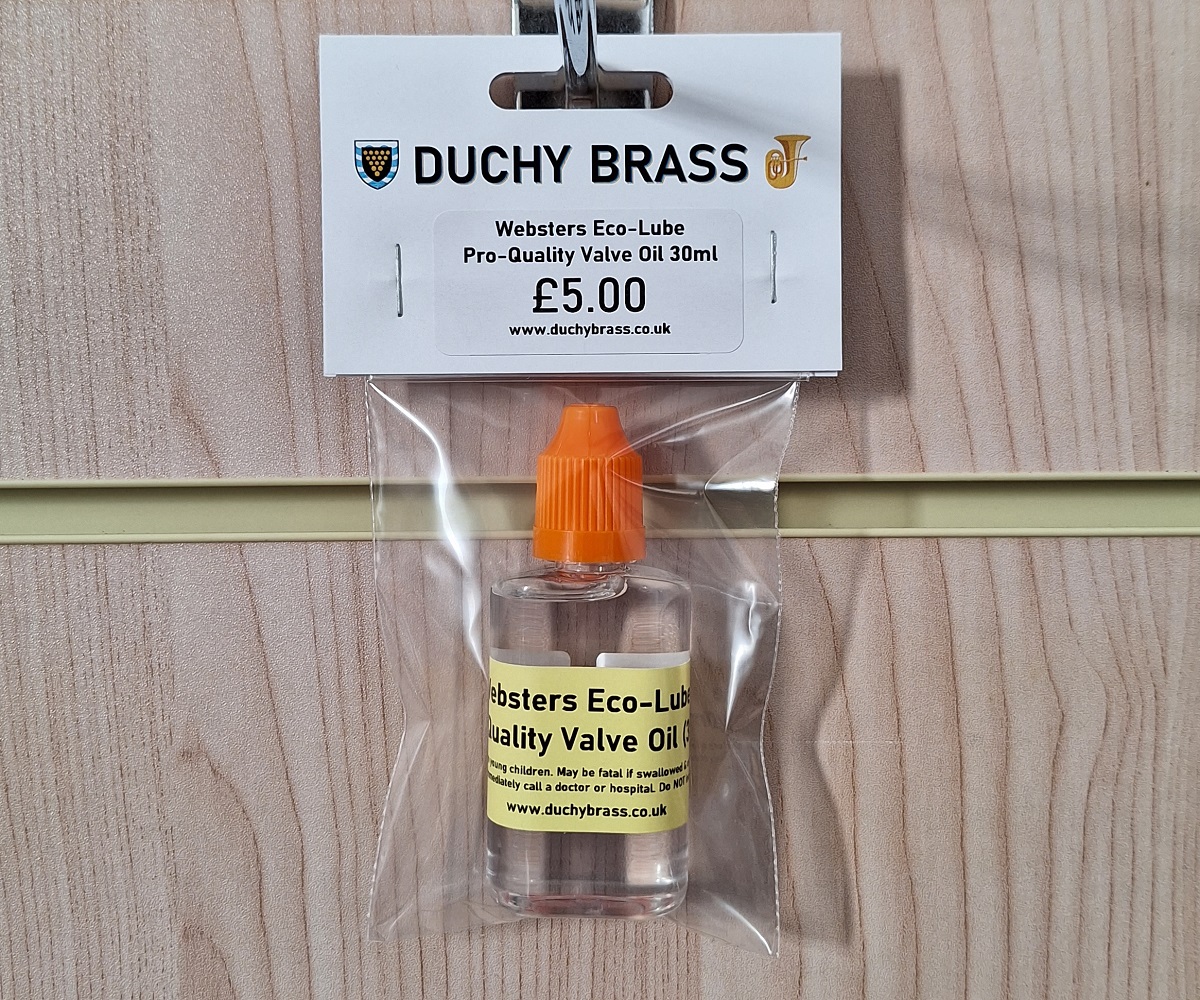 DUCHY BRASS
Websters Eco-Lube
Pro-Quality Valve Oil 30ml
£5.00
www.duchybrass.co.uk
ebsters Eco-Lube
uality Valve Oil (3
young children. May be fatal if swallowed &
mediately call a doctor or hospital. Do NOT
www.duchybrass.co.uk